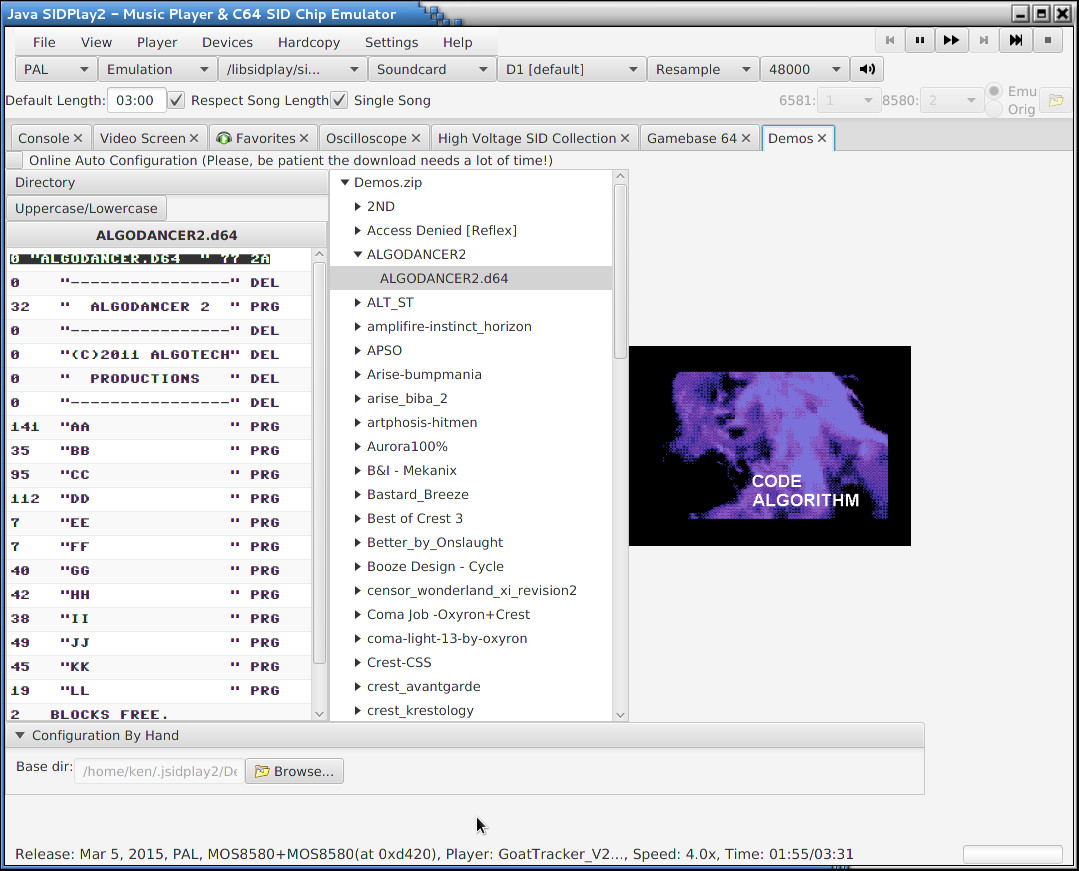 Java SIDPlay2 – Music Player & C64 SID Chip Emulator
File View Player Devices Hardcopy Settings Help
PAL Emulation /libsidplay/si... Soundcard D1 [default] Resample 48000
Default Length: 03:00 Respect Song Length Single Song 6581: 1 8580: 2 Emu
Orig
Console Video Screen Favorites Oscilloscope High Voltage SID Collection Gamebase 64 Demos
Online Auto Configuration (Please, be patient the download needs a lot of time!)
Directory
Uppercase/Lowercase
ALGODANCER2.d64
0 "ALGODANCER.D64 " ?? 2A
0 "----------------" DEL
32 " ALGODANCER 2 " PRG
0 "----------------" DEL
0 "(C)2011 ALGOTECH" DEL
0 " PRODUCTIONS " DEL
0 "----------------" DEL
141 "AA " PRG
35 "BB " PRG
95 "CC " PRG
112 "DD " PRG
7 "EE " PRG
7 "FF " PRG
40 "GG " PRG
42 "HH " PRG
38 "II " PRG
49 "JJ " PRG
45 "KK " PRG
19 "LL " PRG
2 BLOCKS FREE.
Demos.zip
2ND
Access Denied [Reflex]
ALGODANCER2
ALGODANCER2.d64
ALT_ST
amplifire-instinct_horizon
APSO
Arise-bumpmania
arise_biba_2
artphosis-hitmen
Aurora100%
B&I - Mekanix
Bastard_Breeze
Best of Crest 3
Better_by_Onslaught
Booze Design - Cycle
censor_wonderland_xi_revision2
Coma Job -Oxyron+Crest
coma-light-13-by-oxyron
Crest-CSS
crest_avantgarde
crest_krestology
CODE
ALGORITHM
Configuration By Hand
Base dir: /home/ken/.jsidplay2/De Browse...
Release: Mar 5, 2015, PAL, MOS8580+MOS8580(at 0xd420), Player: GoatTracker_V2..., Speed: 4.0x, Time: 01:55/03:31